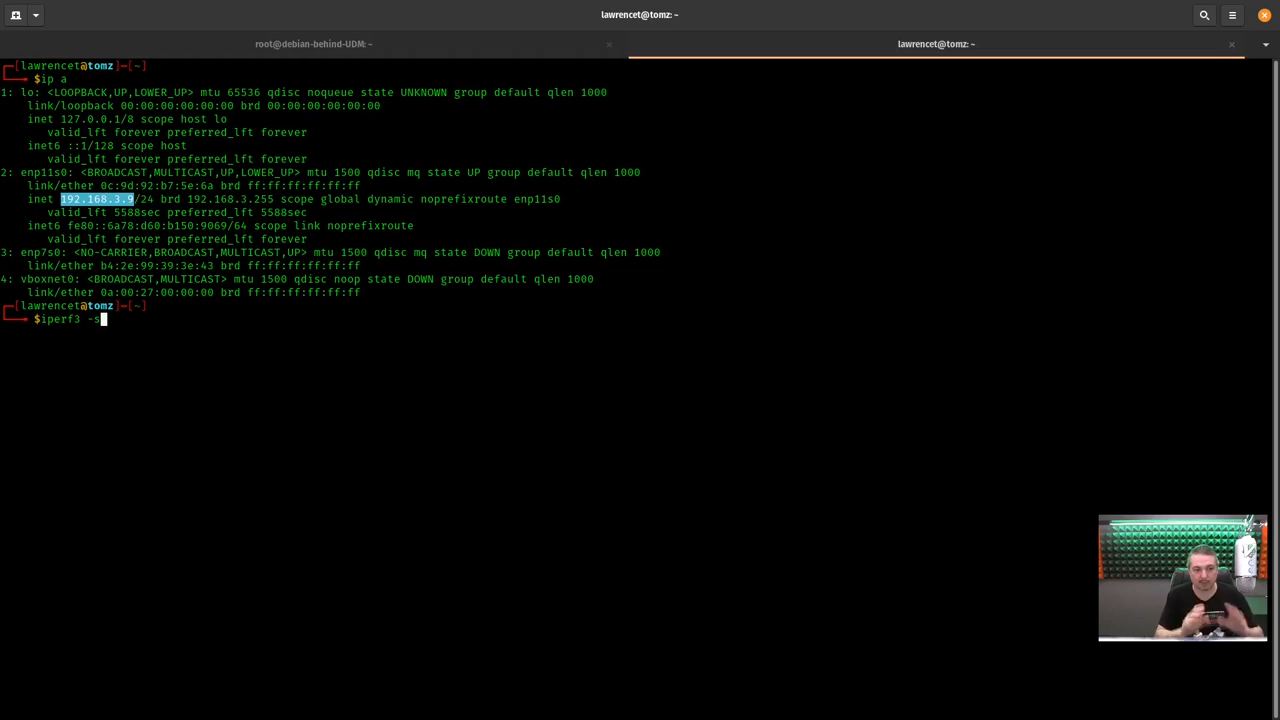 lawrencet@tomz: ~
root@debian-behind-UDM: ~
lawrencet@tomz: ~
[lawrencet@tomz]-[~]
$ip a
1: lo: <LOOPBACK,UP,LOWER_UP> mtu 65536 qdisc noqueue state UNKNOWN group default qlen 1000
link/loopback 00:00:00:00:00:00 brd 00:00:00:00:00:00
inet 127.0.0.1/8 scope host lo
valid_lft forever preferred_lft forever
inet6 ::1/128 scope host
valid_lft forever preferred_lft forever
2: enp11s0: <BROADCAST,MULTICAST,UP,LOWER_UP> mtu 1500 qdisc mq state UP group default qlen 1000
link/ether 0c:9d:92:b7:5e:6a brd ff:ff:ff:ff:ff:ff
inet 192.168.3.9/24 brd 192.168.3.255 scope global dynamic noprefixroute enp11s0
valid_lft 5588sec preferred_lft 5588sec
inet6 fe80::6a78:d60:b150:9069/64 scope link noprefixroute
valid_lft forever preferred_lft forever
3: enp7s0: <NO-CARRIER,BROADCAST,MULTICAST,UP> mtu 1500 qdisc mq state DOWN group default qlen 1000
link/ether b4:2e:99:39:3e:43 brd ff:ff:ff:ff:ff:ff
4: vboxnet0: <BROADCAST,MULTICAST> mtu 1500 qdisc noop state DOWN group default qlen 1000
link/ether 0a:00:27:00:00:00 brd ff:ff:ff:ff:ff:ff
[lawrencet@tomz]-[~]
$iperf3 -s